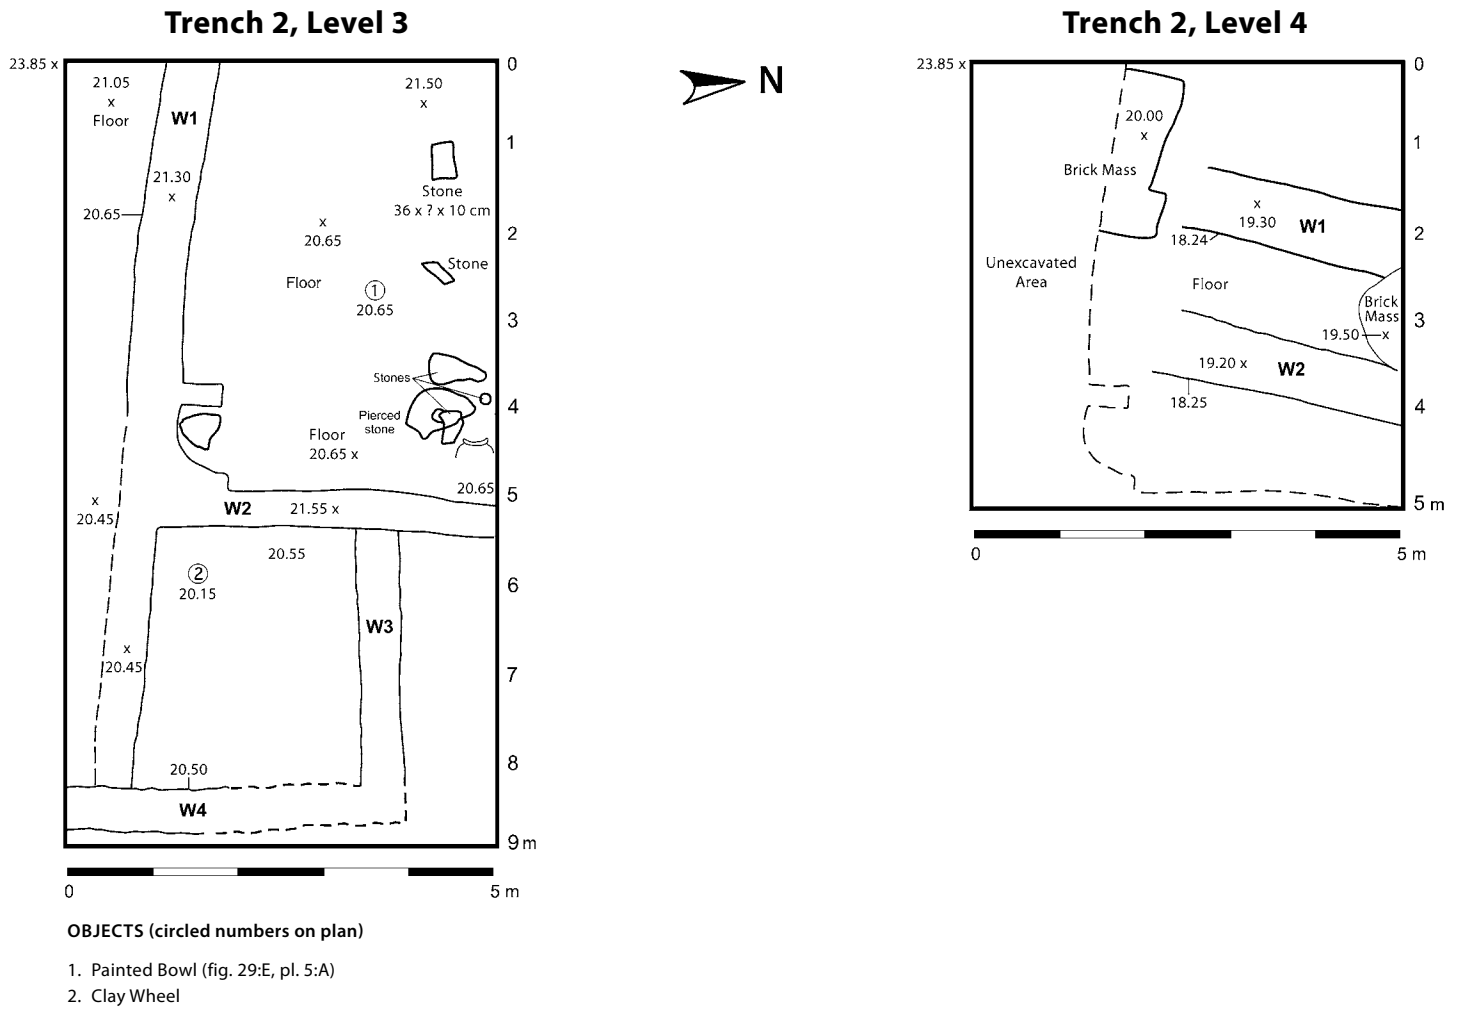 Trench 2, Level 3
23.85 x
21.05
x
Floor
W1
21.50
x
21.30
x
20.65
Stone
36 x ? x 10 cm
x
20.65
Stone
Floor
1
20.65
Stones
Pierced
stone
Floor
20.65 x
20.65
x
20.45
W2
21.55 x
20.55
2
20.15
W3
x
20.45
20.50
W4
0
1
2
3
4
5
6
7
8
9 m
0
5 m
OBJECTS (circled numbers on plan)
1. Painted Bowl (fig. 29:E, pl. 5:A)
2. Clay Wheel
N
Trench 2, Level 4
23.85 x
20.00
x
Brick Mass
x
19.30
W1
18.24
Unexcavated
Area
Floor
Brick
Mass
19.50
x
19.20 x
W2
18.25
0
1
2
3
4
5 m
0
5 m